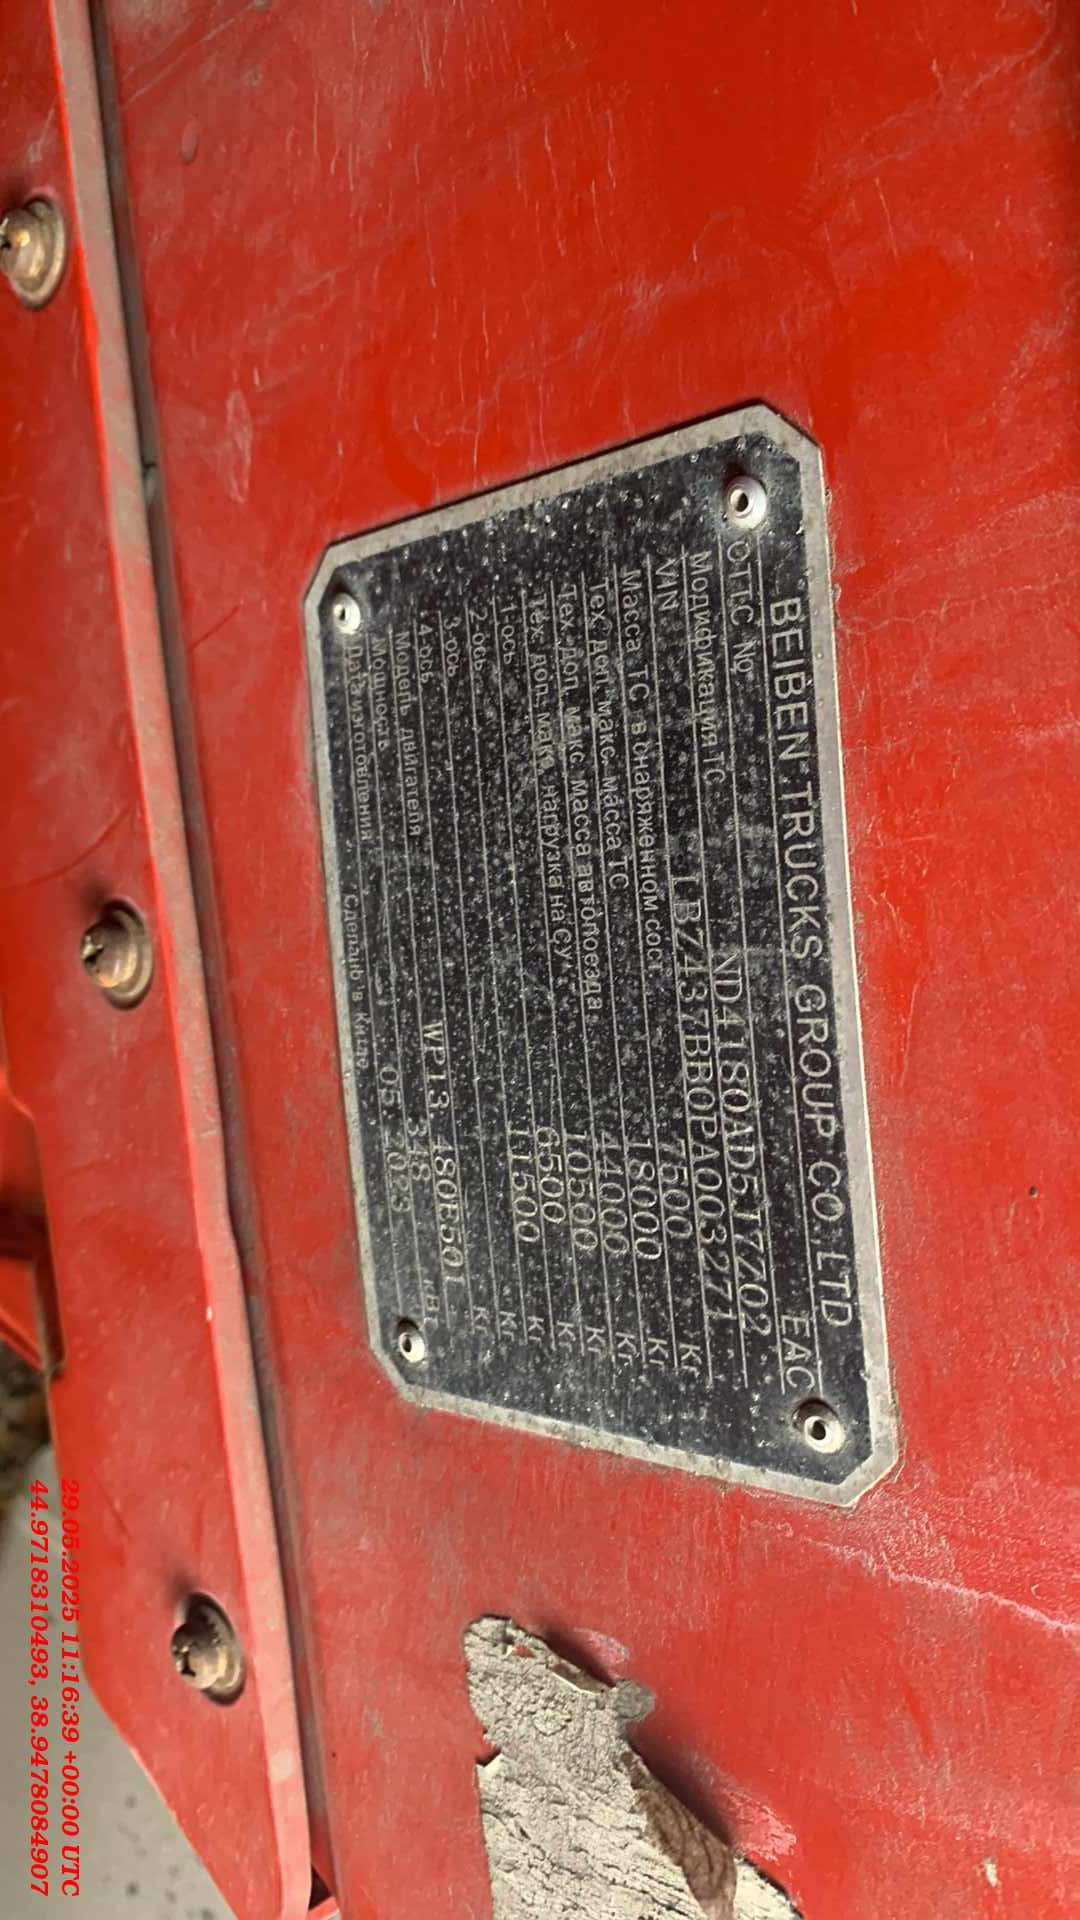 BEIBEN TRUCKS GROUP CO.,LTD
ОТТС № EAC
Модификация ТС ND4180AD5J7Z02
VIN LBZ437BB0PA003271
Масса ТС в снаряженном сост. 7500 Кг
Тех. доп. макс. масса ТС 18000 Кг
Тех. доп. макс. масса автопоезда 44000 Кг
Тех. доп. макс. нагрузка на СУ 10500 Кг
1-ось 6500 Кг
2-ось 11500 Кг
3-ось Кг
4-ось Кг
Модель двигателя WP13.480E501
Мощность 348 кВт
Дата изготовления 05.2023
Сделано в Китае
29.05.2025 11:16:39 +00:00 UTC
44.9718310493, 38.9478084907